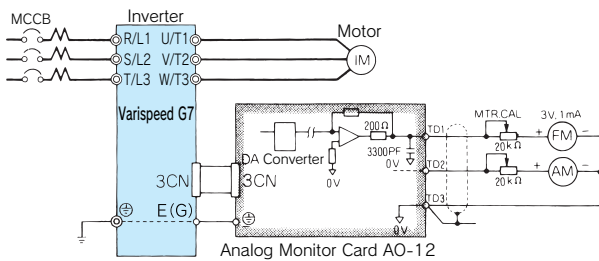 MCCB
Inverter
Motor
R/L1 U/T1
S/L2 V/T2
T/L3 W/T3
IM
Varispeed G7
DA Converter
200Ω
3300PF
0V
0V
0V
TD1
TD2
TD3
MTR.CAL
20kΩ
20kΩ
3V, 1mA
+ FM −
+ AM −
3CN
3CN
E(G)
Analog Monitor Card AO-12